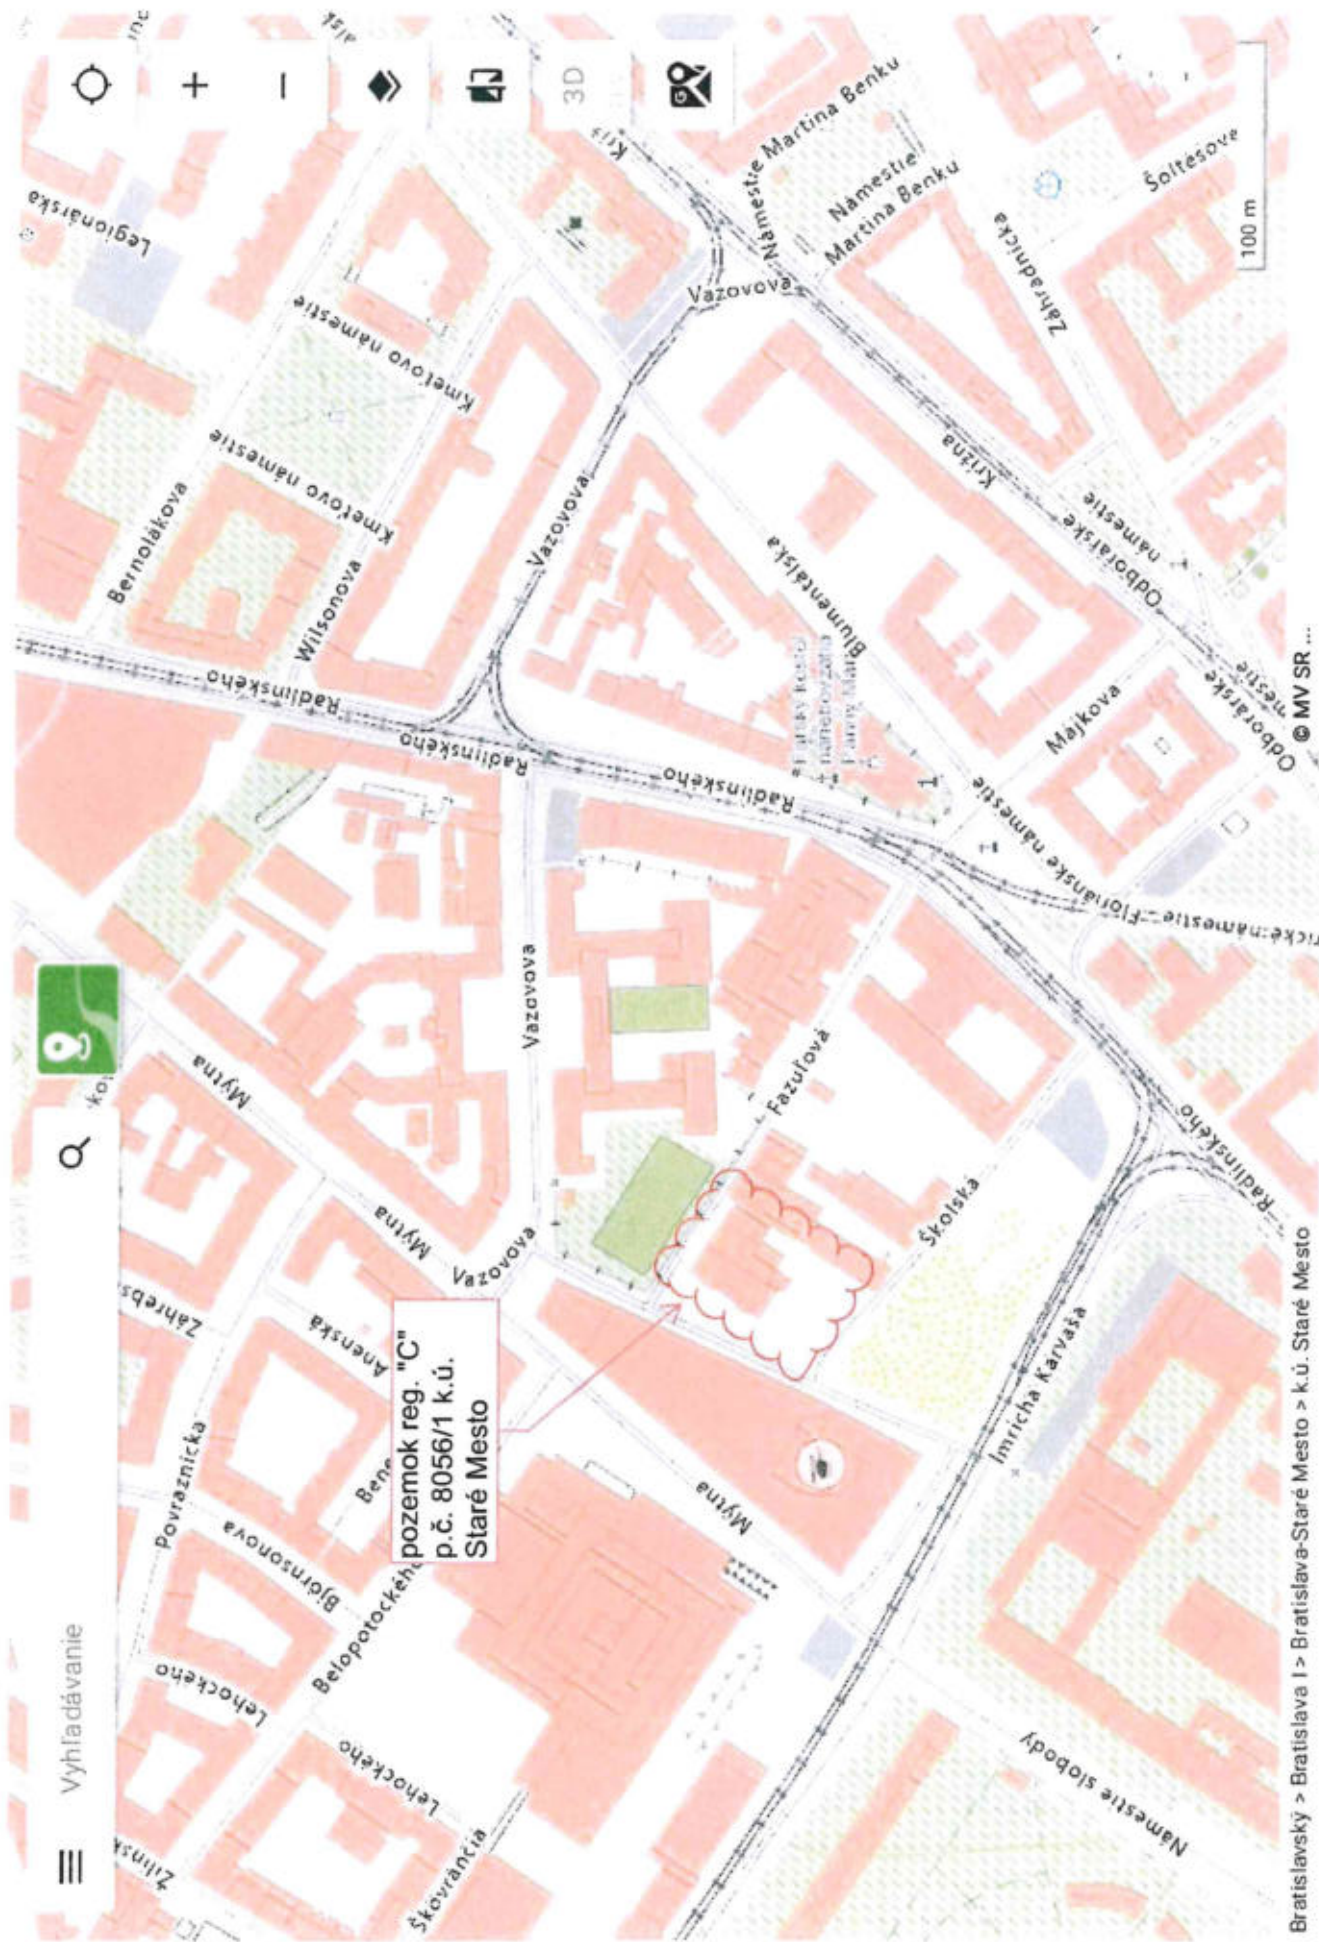 Vyhľadávanie
3D
Legionárska
Kmeťovo námestie
Kmeťovo námestie
Bernolákova
Wilsonova
Radlinského
Radlinského
Radlinského
Vazovova
Vazovova
Vazovova
Vazovova
Námestie Martina Benku
Námestie
Martina Benku
Záhradnícka
Šoltésove
100 m
Krížna
Odborárske
námestie
Odborárske
Blumentálska
Májkova
Floriánske námestie
1
Mýtna
Mýtna
Mýtna
Fazuľová
Školská
Radlinského
Imricha Karvaša
Anenská
Povraznícka
Björnsonova
Belopotockého
Lehockého
Lehockého
Škovránčia
Námestie slobody
pozemok reg. "C"
p.č. 8056/1 k.ú.
Staré Mesto
© MV SR ...
Bratislavský > Bratislava I > Bratislava-Staré Mesto > k.ú. Staré Mesto